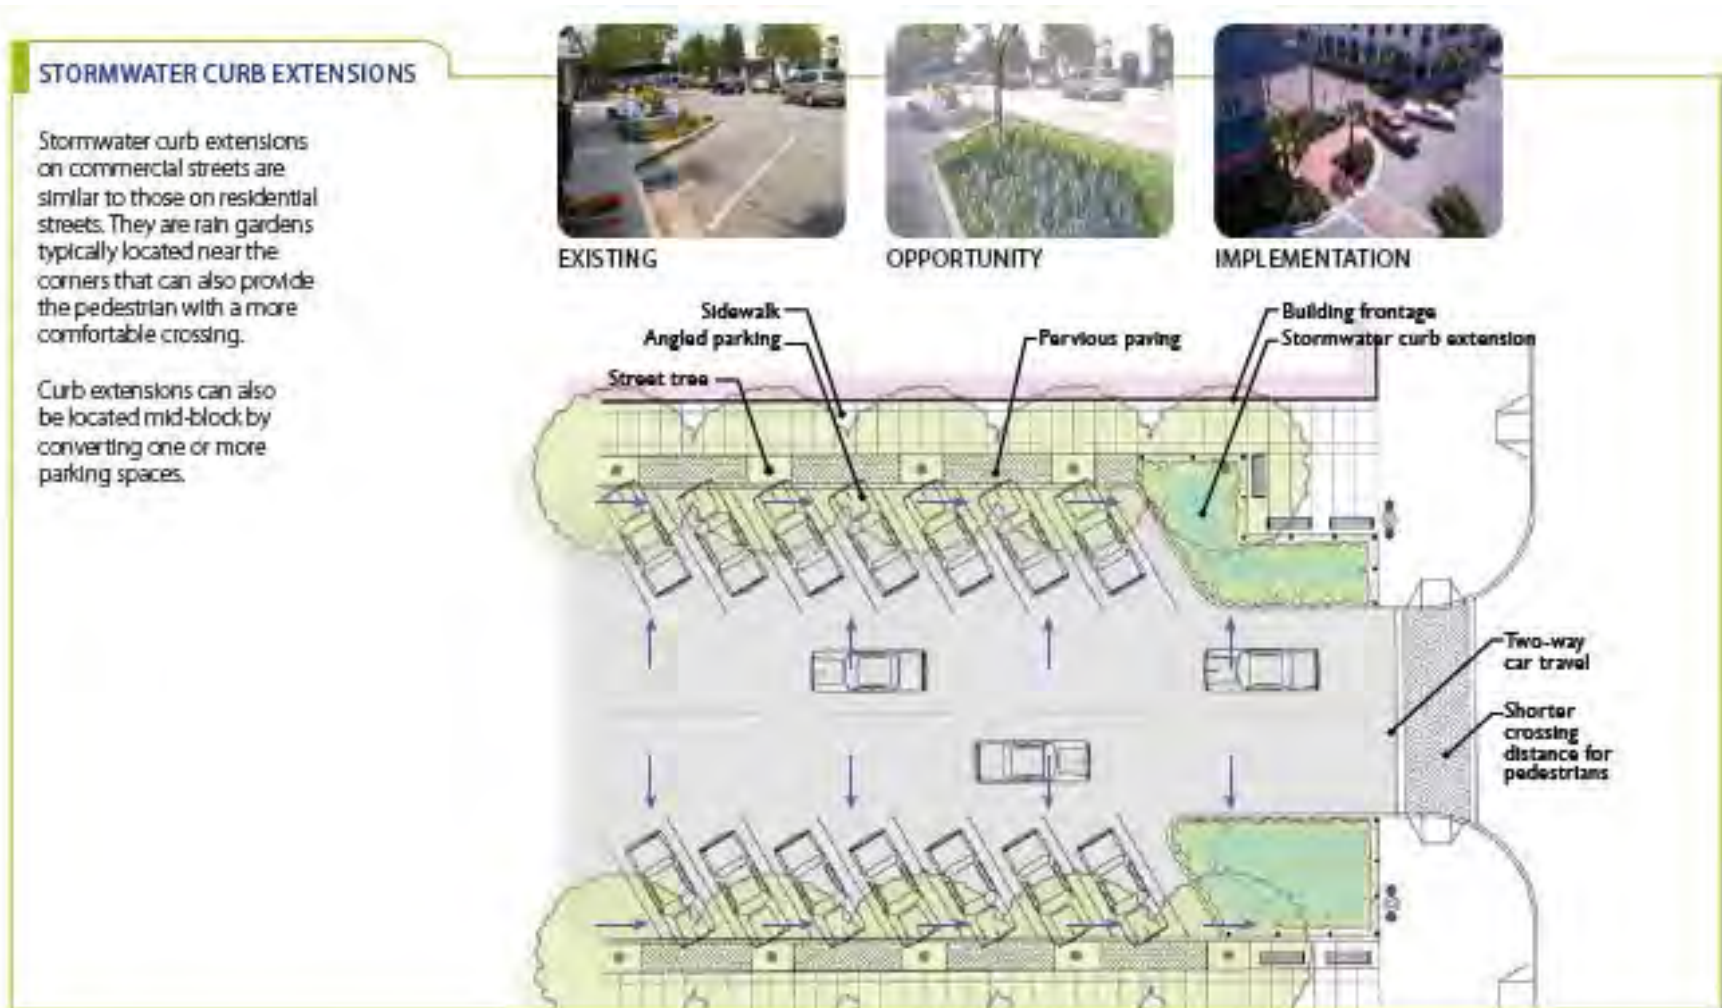 STORMWATER CURB EXTENSIONS
Stormwater curb extensions
on commercial streets are
similar to those on residential
streets. They are rain gardens
typically located near the
corners that can also provide
the pedestrian with a more
comfortable crossing.
Curb extensions can also
be located mid-block by
converting one or more
parking spaces.
EXISTING
OPPORTUNITY
IMPLEMENTATION
Sidewalk
Angled parking
Street tree
Pervious paving
Building frontage
Stormwater curb extension
Two-way
car travel
Shorter
crossing
distance for
pedestrians